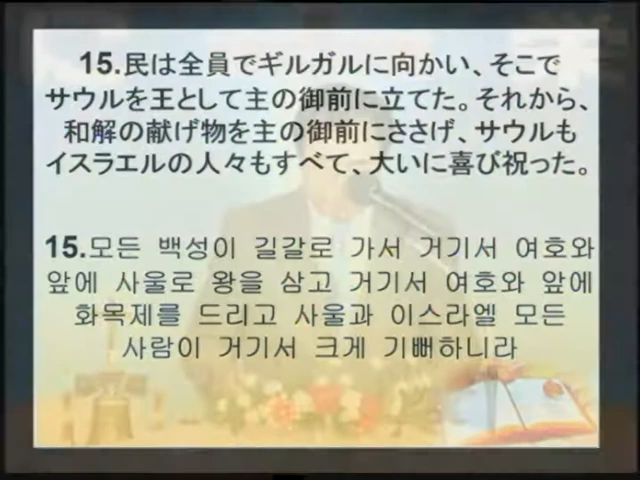 15.民は全員でギルガルに向かい、そこで
サウルを王として主の御前に立てた。それから、
和解の献げ物を主の御前にささげ、サウルも
イスラエルの人々もすべて、大いに喜び祝った。
15.모든 백성이 길갈로 가서 거기서 여호와
앞에 사울로 왕을 삼고 거기서 여호와 앞에
화목제를 드리고 사울과 이스라엘 모든
사람이 거기서 크게 기뻐하니라